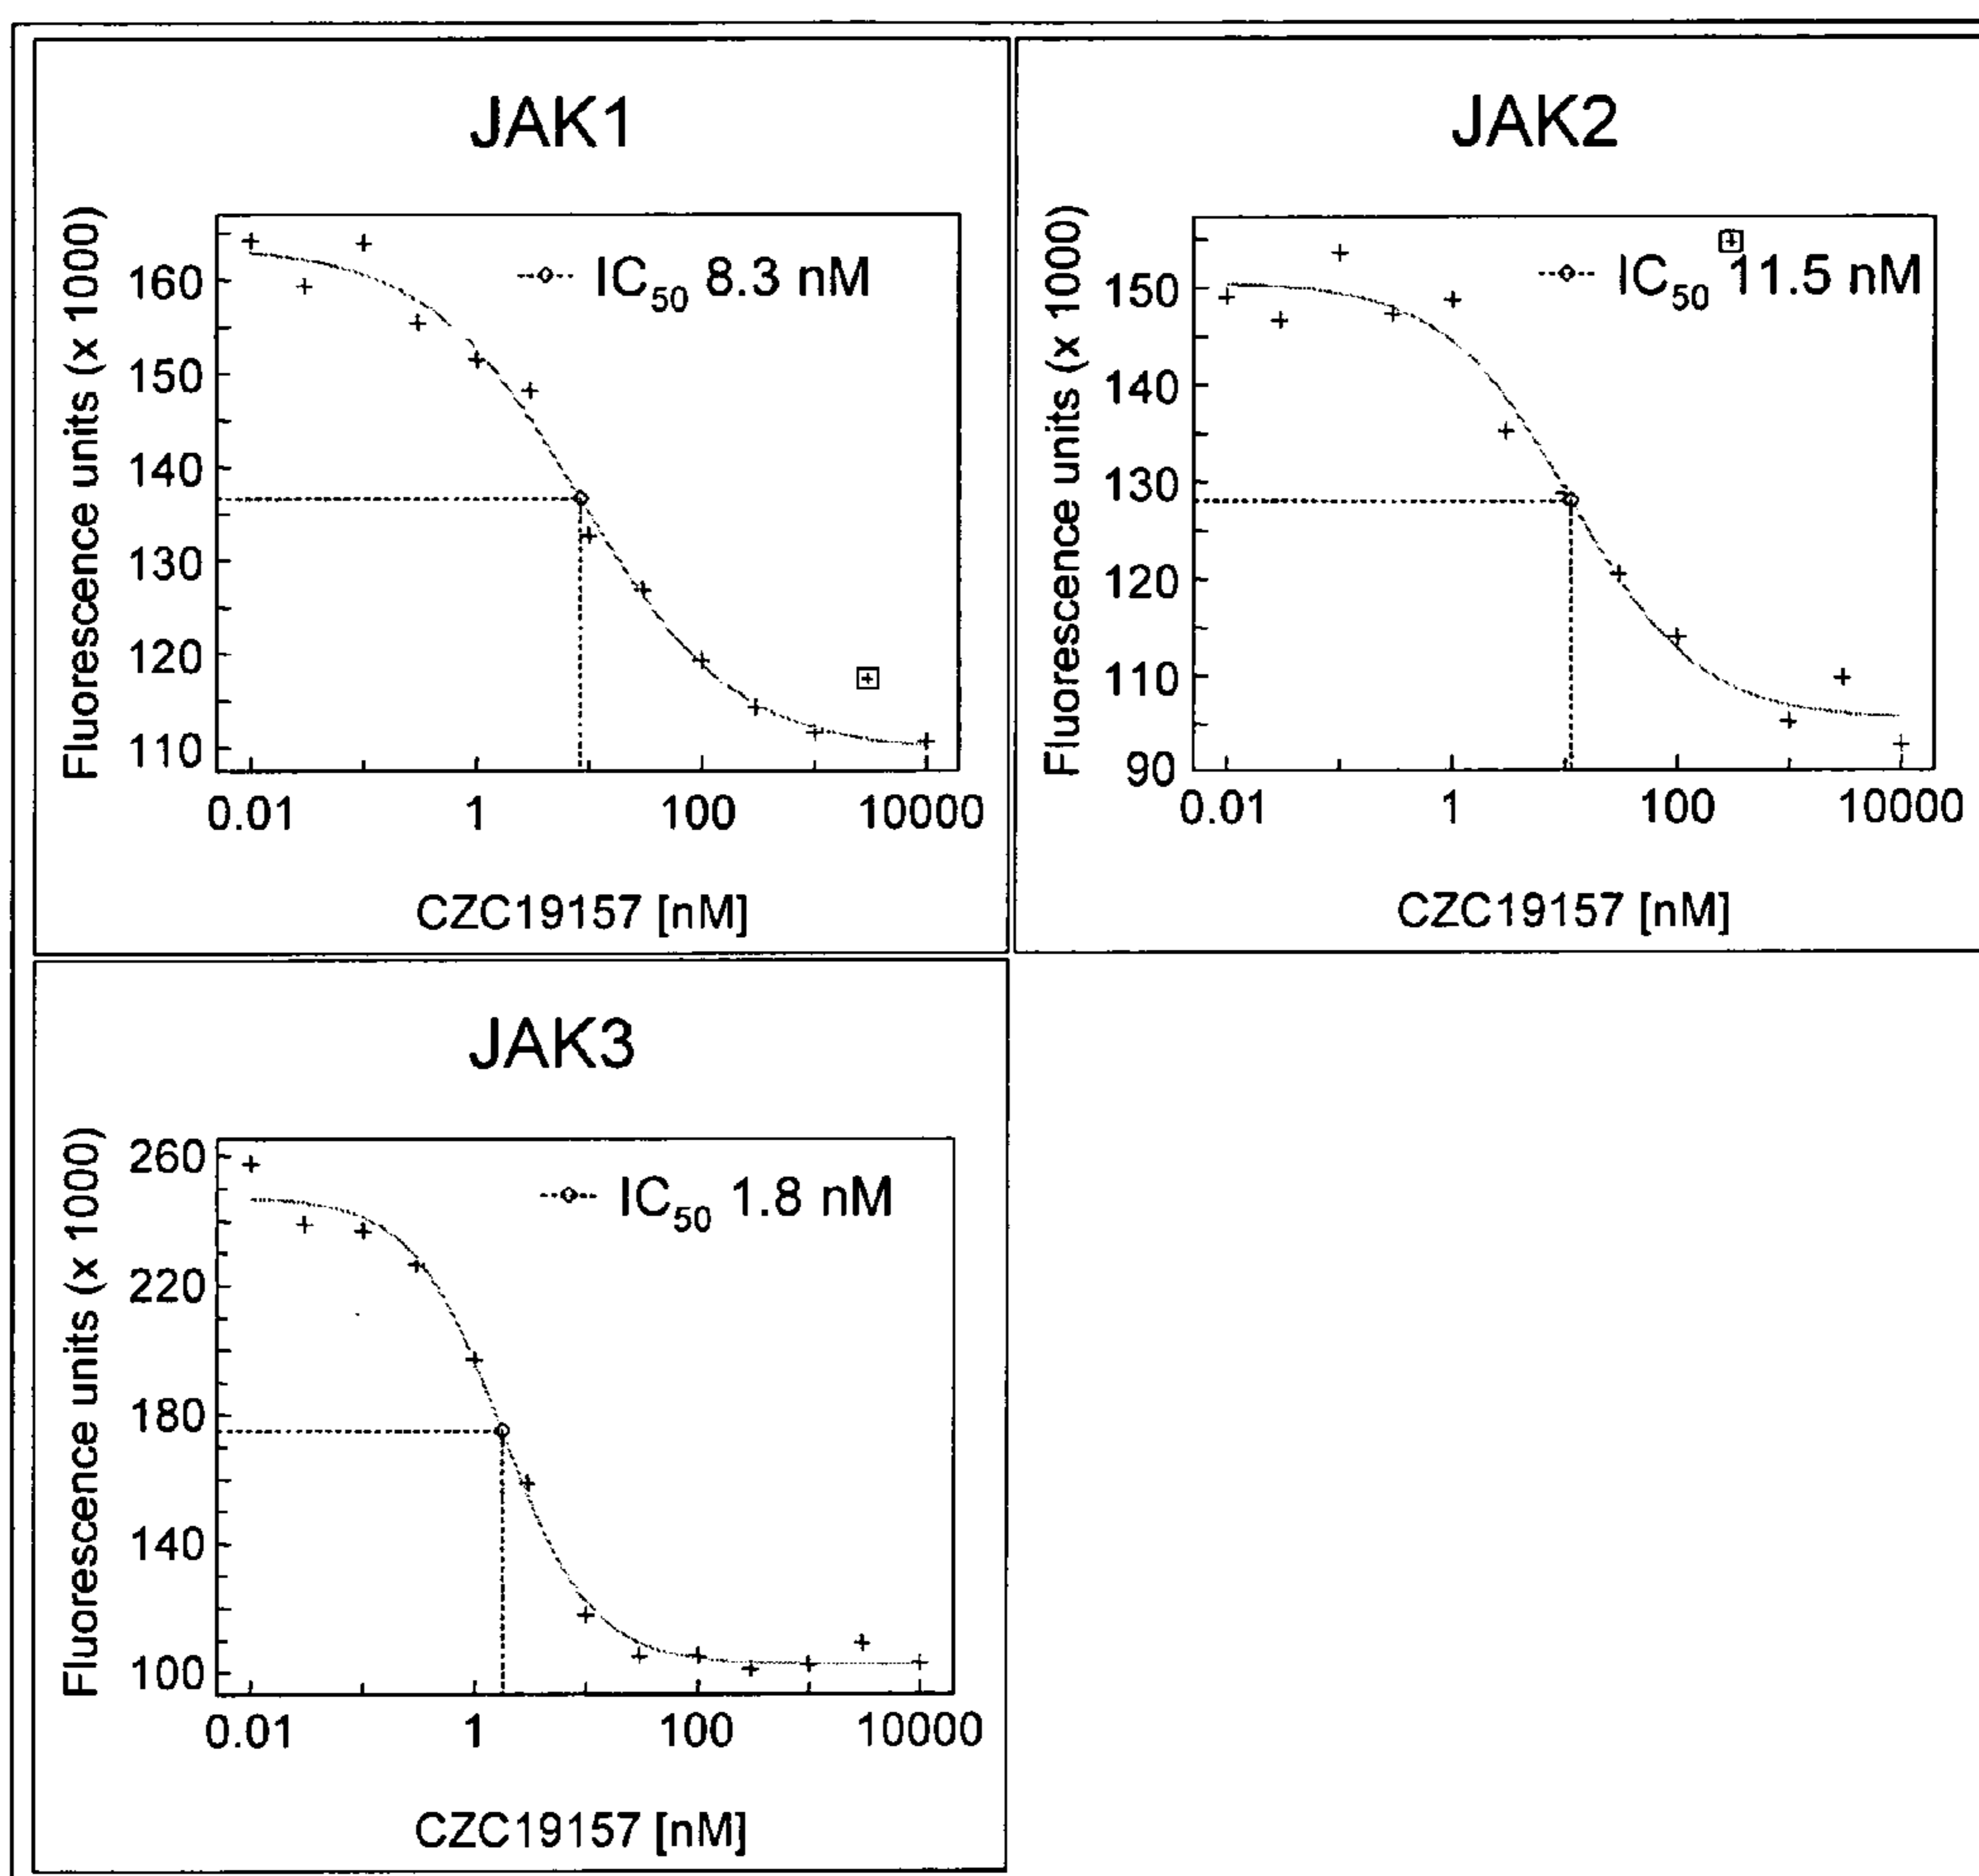 JAK1
Fluorescence units (x 1000)
IC50 8.3 nM
160
150
140
130
120
110
0.01 1 100 10000
CZC19157 [nM]
JAK2
Fluorescence units (x 1000)
IC50 11.5 nM
150
140
130
120
110
90
0.01 1 100 10000
CZC19157 [nM]
JAK3
Fluorescence units (x 1000)
IC50 1.8 nM
260
220
180
140
100
0.01 1 100 10000
CZC19157 [nM]